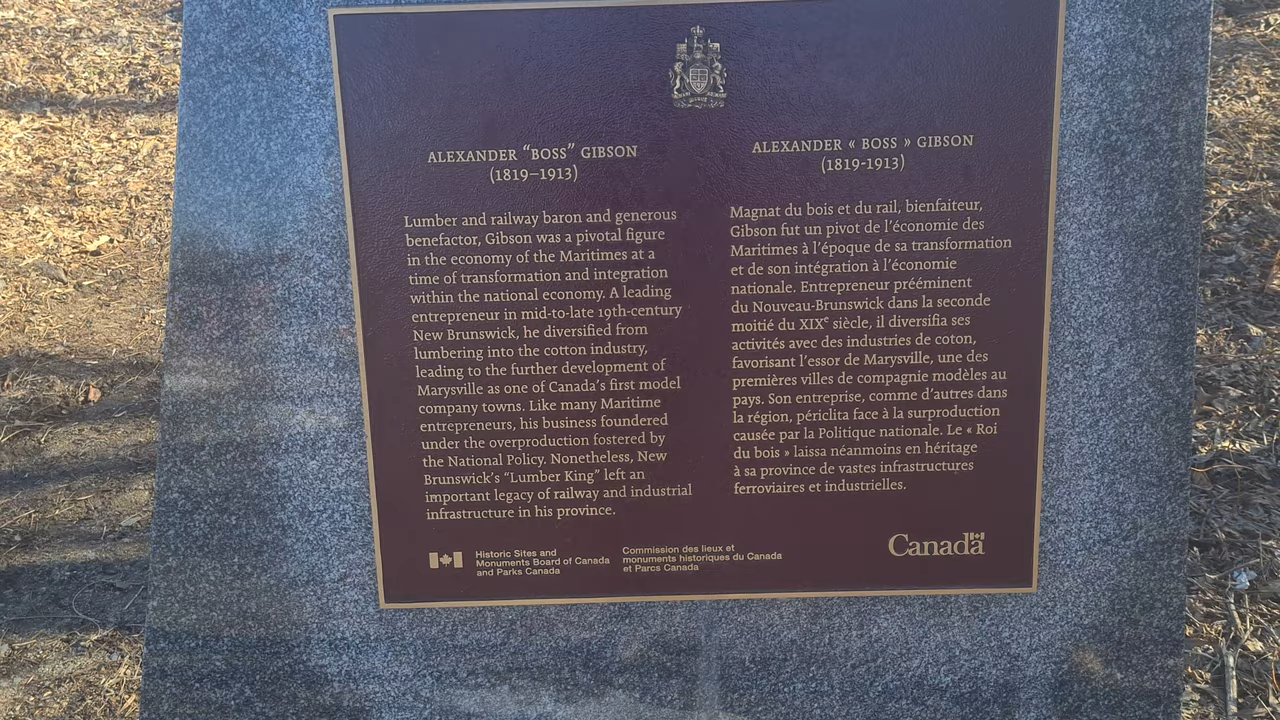 ALEXANDER “BOSS” GIBSON
(1819–1913)
Lumber and railway baron and generous
benefactor, Gibson was a pivotal figure
in the economy of the Maritimes at a
time of transformation and integration
within the national economy. A leading
entrepreneur in mid-to-late 19th-century
New Brunswick, he diversified from
lumbering into the cotton industry,
leading to the further development of
Marysville as one of Canada’s first model
company towns. Like many Maritime
entrepreneurs, his business foundered
under the overproduction fostered by
the National Policy. Nonetheless, New
Brunswick’s “Lumber King” left an
important legacy of railway and industrial
infrastructure in his province.
ALEXANDER « BOSS » GIBSON
(1819-1913)
Magnat du bois et du rail, bienfaiteur,
Gibson fut un pivot de l’économie des
Maritimes à l’époque de sa transformation
et de son intégration à l’économie
nationale. Entrepreneur prééminent
du Nouveau-Brunswick dans la seconde
moitié du XIXe siècle, il diversifia ses
activités avec des industries de coton,
favorisant l’essor de Marysville, une des
premières villes de compagnie modèles au
pays. Son entreprise, comme d’autres dans
la région, périclita face à la surproduction
causée par la Politique nationale. Le « Roi
du bois » laissa néanmoins en héritage
à sa province de vastes infrastructures
ferroviaires et industrielles.
Historic Sites and
Monuments Board of Canada
and Parks Canada
Commission des lieux et
monuments historiques du Canada
et Parcs Canada
Canada